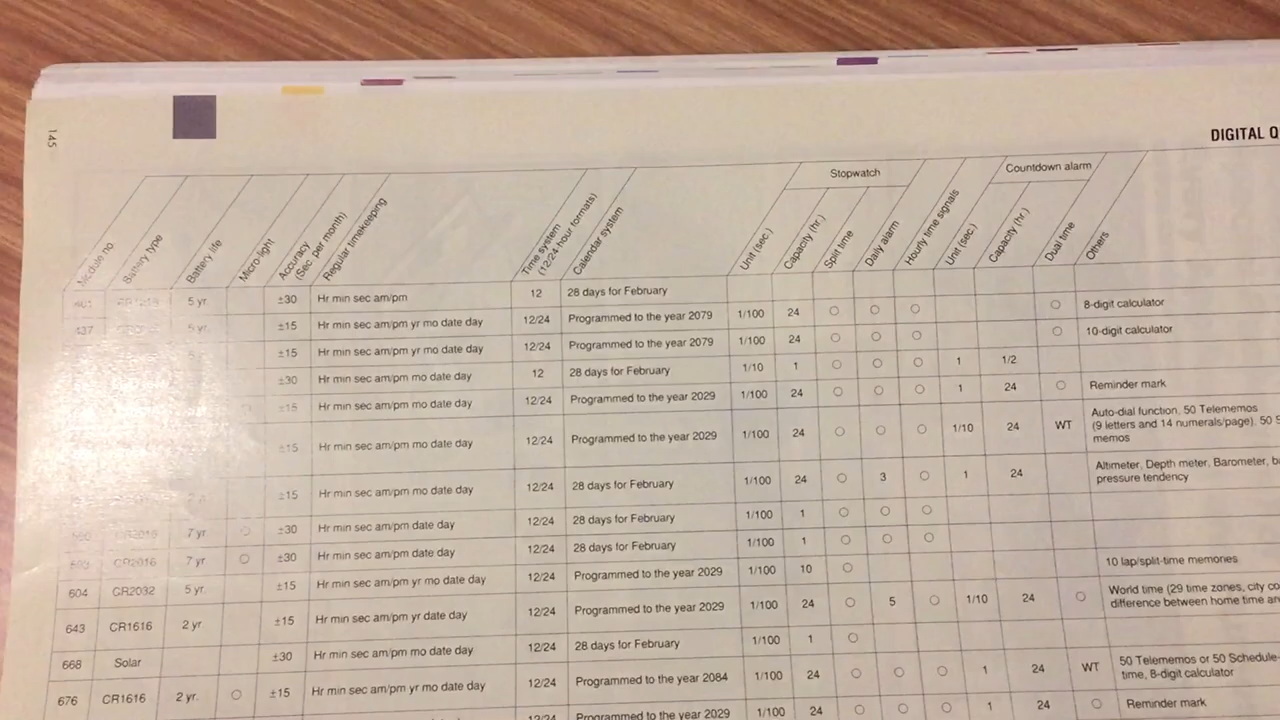 145
DIGITAL Q
Stopwatch
Countdown alarm
Module no
Battery type
Battery life
Micro-light
Accuracy
(Sec. per month)
Regular timekeeping
Time system
(12/24 hour formats)
Calendar system
Unit (sec.)
Capacity (hr.)
Split time
Daily alarm
Hourly time signals
Unit (sec.)
Capacity (hr.)
Dual time
Others
5 yr. ±30 Hr min sec am/pm 12 28 days for February
437 5 yr. ±15 Hr min sec am/pm yr mo date day 12/24 Programmed to the year 2079 1/100 24 ○ ○ ○ ○ 8-digit calculator
±15 Hr min sec am/pm yr mo date day 12/24 Programmed to the year 2079 1/100 24 ○ ○ ○ ○ 10-digit calculator
±30 Hr min sec am/pm mo date day 12 28 days for February 1/10 1 ○ ○ ○ 1 1/2
±15 Hr min sec am/pm mo date day 12/24 Programmed to the year 2029 1/100 24 ○ ○ ○ 1 24 ○ Reminder mark
±15 Hr min sec am/pm mo date day 12/24 Programmed to the year 2029 1/100 24 ○ ○ ○ 1/10 24 WT Auto-dial function, 50 Telememos
(9 letters and 14 numerals/page), 50 S
memos
±15 Hr min sec am/pm mo date day 12/24 28 days for February 1/100 24 ○ 3 ○ 1 24 Altimeter, Depth meter, Barometer, ba
pressure tendency
CR2016 7 yr ○ ±30 Hr min sec am/pm date day 12/24 28 days for February 1/100 1 ○ ○ ○
CR2016 7 yr. ○ ±30 Hr min sec am/pm mo date day 12/24 28 days for February 1/100 1 ○ ○ ○
604 CR2032 5 yr. ±15 Hr min sec am/pm yr mo date day 12/24 Programmed to the year 2029 1/100 10 ○ 10 lap/split-time memories
643 CR1616 2 yr. ±15 Hr min sec am/pm yr date day 12/24 Programmed to the year 2029 1/100 24 ○ 5 ○ 1/10 24 ○ World time (29 time zones, city co
difference between home time an
668 Solar ±30 Hr min sec am/pm mo date day 12/24 28 days for February 1/100 1 ○
676 CR1616 2 yr. ○ ±15 Hr min sec am/pm yr mo date day 12/24 Programmed to the year 2084 1/100 24 ○ ○ ○ 1 24 WT 50 Telememos or 50 Schedule-
time, 8-digit calculator
12/24 Programmed to the year 2029 1/100 24 ○ ○ ○ 1 24 ○ Reminder mark